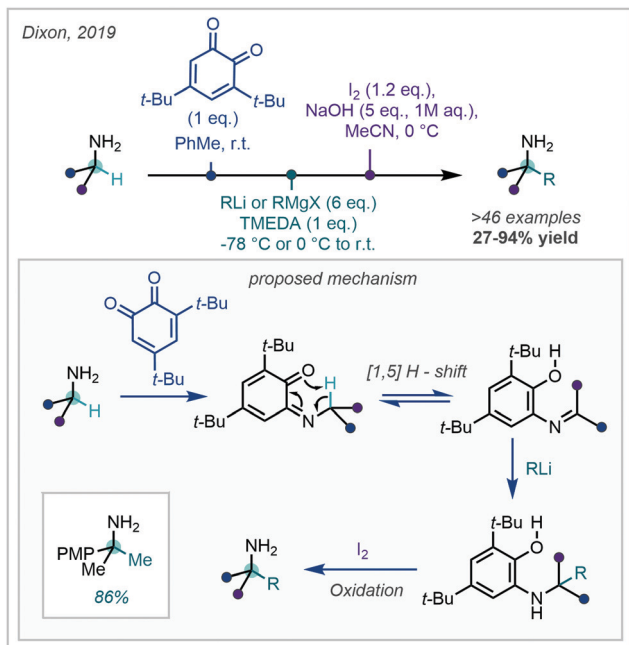 Dixon, 2019
O
O
t-Bu
t-Bu
(1 eq.)
PhMe, r.t.
I2 (1.2 eq.),
NaOH (5 eq., 1M aq.),
MeCN, 0 °C
NH2
H
NH2
R
RLi or RMgX (6 eq.)
TMEDA (1 eq.)
-78 °C or 0 °C to r.t.
>46 examples
27-94% yield
proposed mechanism
O
O
t-Bu
t-Bu
NH2
H
t-Bu
O
H
t-Bu
N
[1,5] H - shift
H
t-Bu
O
t-Bu
N
RLi
NH2
PMP
Me
Me
86%
NH2
R
I2
Oxidation
H
t-Bu
O
R
t-Bu
N
H